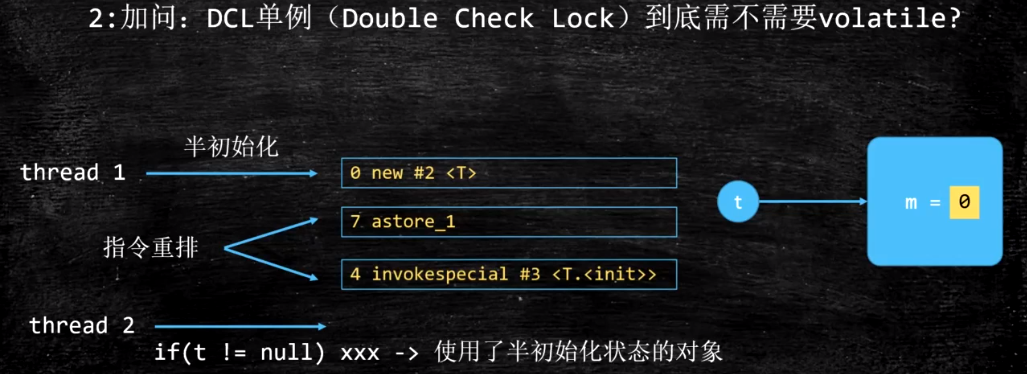 2:加问：DCL单例（Double Check Lock）到底需不需要volatile?
半初始化
thread 1
0 new #2 <T>
t
m = 0
7 astore_1
指令重排
4 invokespecial #3 <T.<init>>
thread 2
if(t != null) xxx -> 使用了半初始化状态的对象